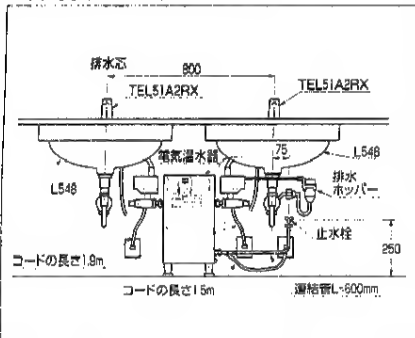 排水芯
800
TEL51A2RX
TEL51A2RX
電気温水器
75
L548
L548
排水
ホッパー
止水栓
250
コードの長さ1.9m
コードの長さ1.5m
連結管L=600mm